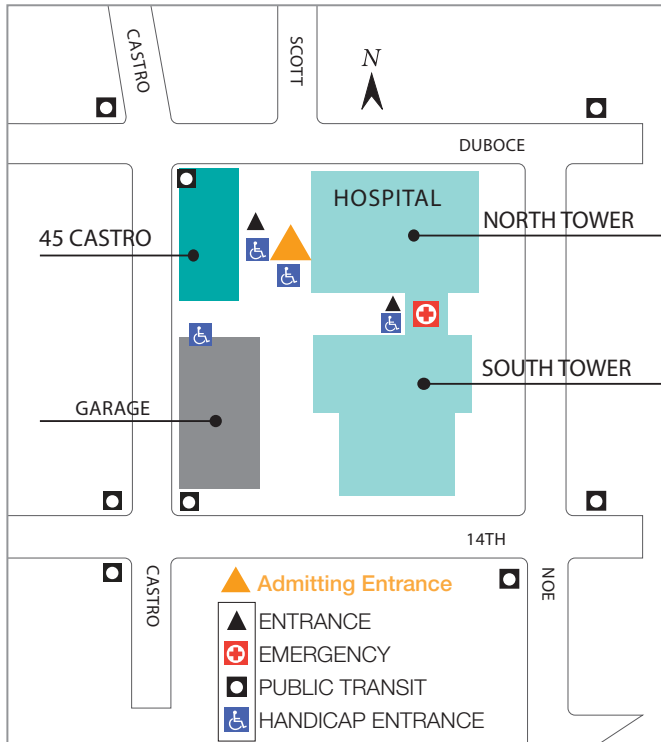 CASTRO
SCOTT
N
DUBOCE
HOSPITAL
NORTH TOWER
45 CASTRO
SOUTH TOWER
GARAGE
14TH
CASTRO
NOE
Admitting Entrance
ENTRANCE
EMERGENCY
PUBLIC TRANSIT
HANDICAP ENTRANCE